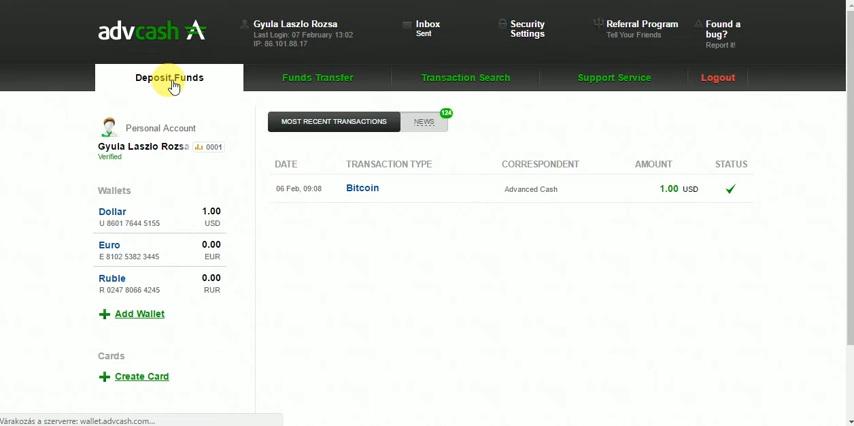 advcash
Gyula Laszlo Rozsa
Last Login: 07 February 13:02
IP: 86.101.88.17
Inbox
Sent
Security
Settings
Referral Program
Tell Your Friends
Found a
bug?
Report it!
Deposit Funds
Funds Transfer
Transaction Search
Support Service
Logout
Personal Account
Gyula Laszlo Rozsa 0001
Verified
Wallets
Dollar 1.00
U 8601 7644 5155 USD
Euro 0.00
E 8102 5382 3445 EUR
Ruble 0.00
R 0247 8066 4245 RUR
Add Wallet
Cards
Create Card
MOST RECENT TRANSACTIONS NEWS 124
DATE TRANSACTION TYPE CORRESPONDENT AMOUNT STATUS
06 Feb, 09:08 Bitcoin Advanced Cash 1.00 USD
Várakozás a szerverre: wallet.advcash.com...